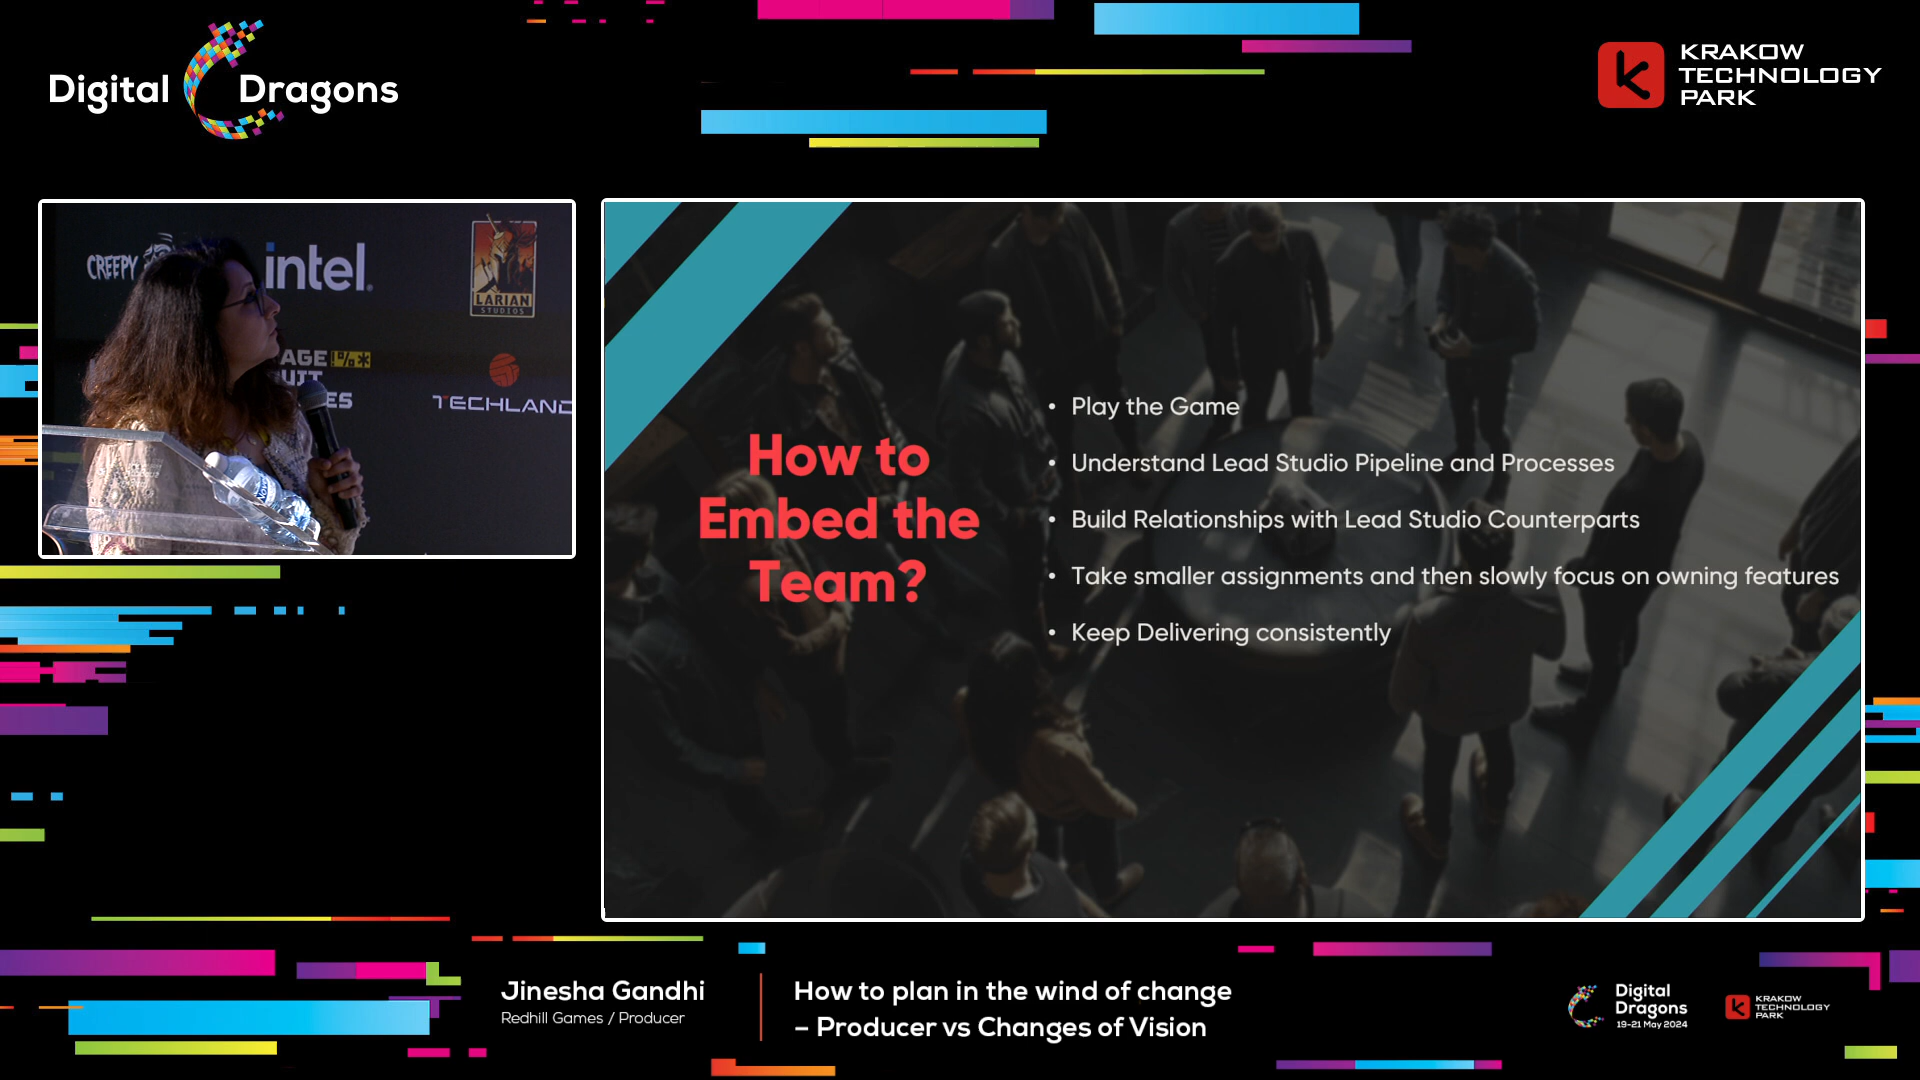 Digital Dragons
KRAKOW
TECHNOLOGY
PARK
CREEPY
intel.
LARIAN
STUDIOS
AGE !%*
UIT
ES
TECHLAND
How to
Embed the
Team?
• Play the Game
• Understand Lead Studio Pipeline and Processes
• Build Relationships with Lead Studio Counterparts
• Take smaller assignments and then slowly focus on owning features
• Keep Delivering consistently
Jinesha Gandhi
Redhill Games / Producer
How to plan in the wind of change
– Producer vs Changes of Vision
Digital
Dragons
19-21 May 2024
KRAKOW
TECHNOLOGY
PARK